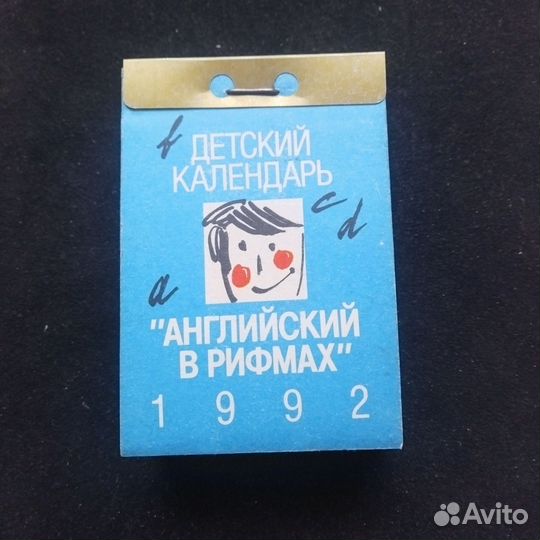 b
ДЕТСКИЙ
КАЛЕНДАРЬ
c d
a
"АНГЛИЙСКИЙ
В РИФМАХ"
1 9 9 2
Avito